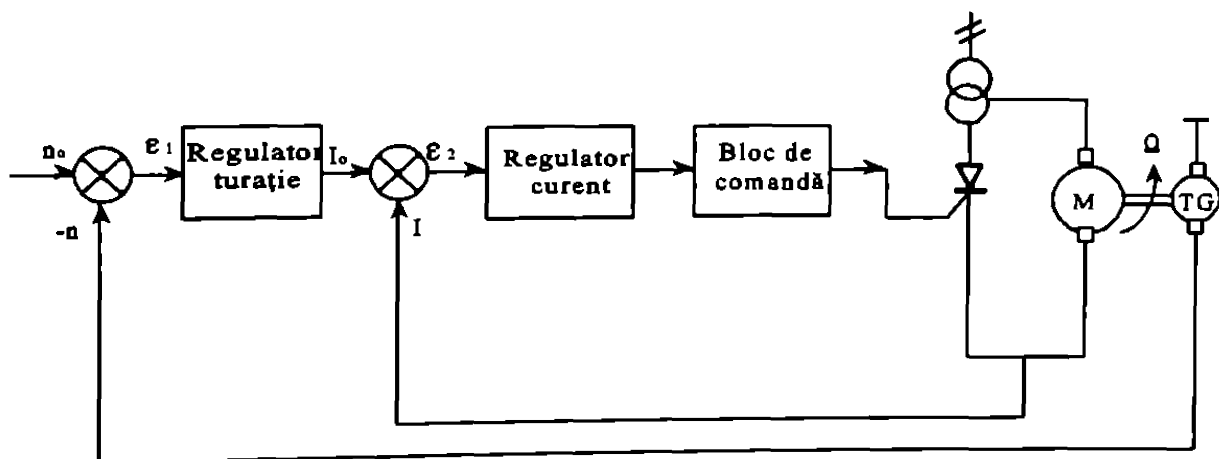 n₀
ε₁
Regulator
turație
I₀
ε₂
Regulator
curent
Bloc de
comandă
Ω
M
TG
-n
I